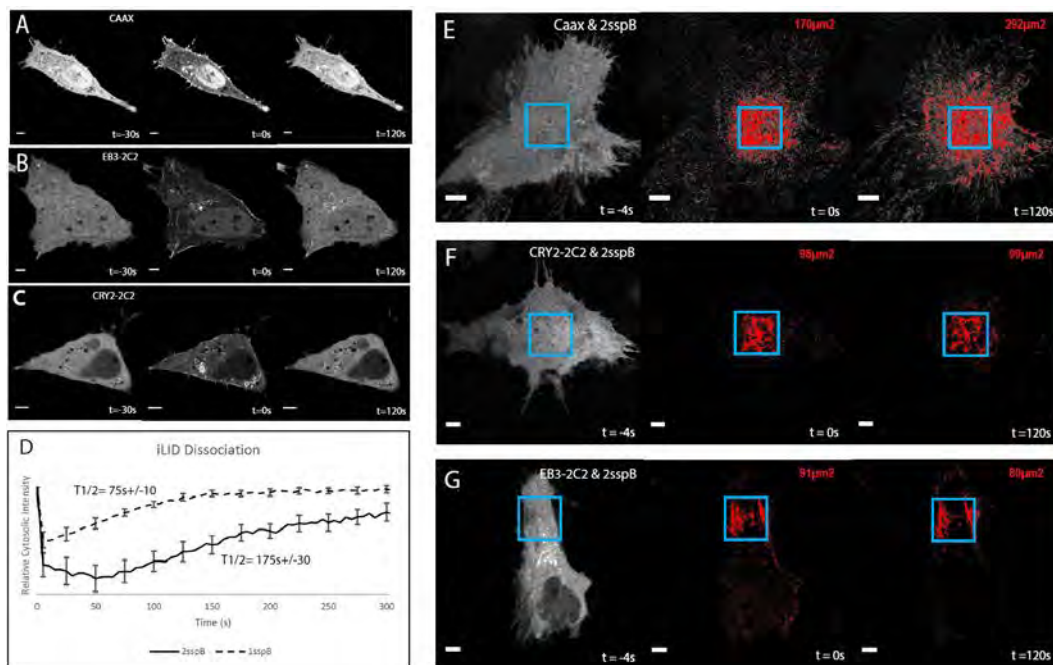 A
CAAX
t=-30s
t=0s
t=120s
B
EB3-2C2
t=-30s
t=0s
t=120s
C
CRY2-2C2
t=-30s
t=0s
t=120s
D
iLID Dissociation
Relative Cytosolic Intensity
T1/2= 75s+/-10
T1/2= 175s+/-30
0 50 100 150 200 250 300
Time (s)
2sspB 1sspB
E
Caax & 2sspB
170µm2
292µm2
t = -4s
t = 0s
t=120s
F
CRY2-2C2 & 2sspB
98µm2
99µm2
t = -4s
t = 0s
t=120s
G
EB3-2C2 & 2sspB
91µm2
80µm2
t = -4s
t = 0s
t=120s